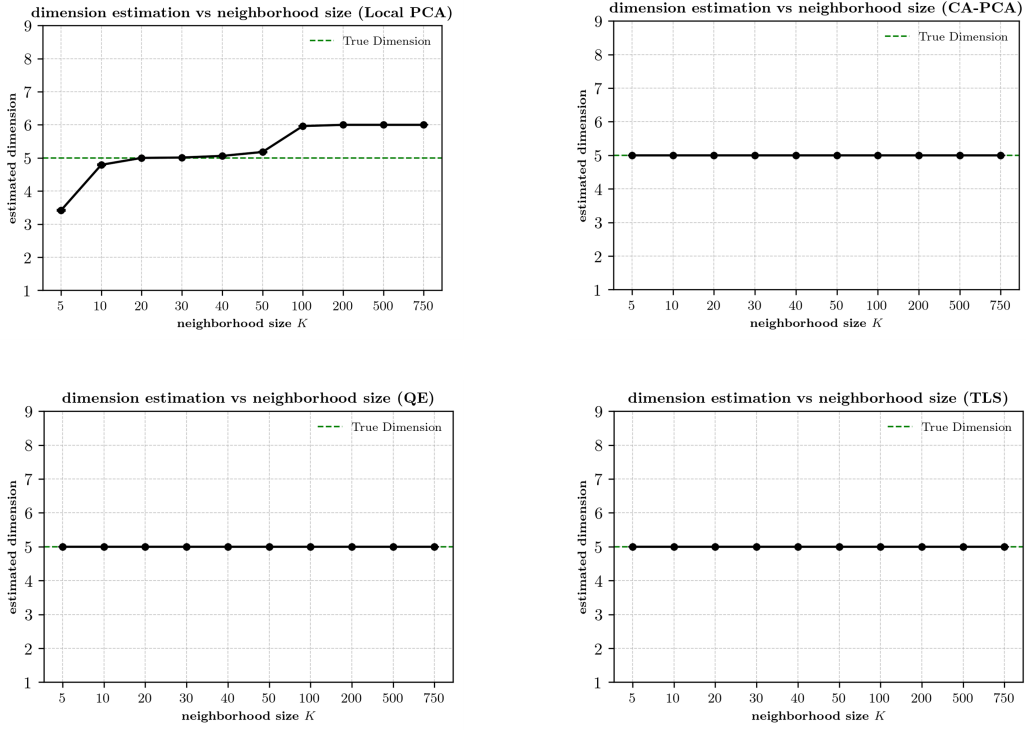 dimension estimation vs neighborhood size (Local PCA)
True Dimension
estimated dimension
9
8
7
6
5
4
3
2
1
5 10 20 30 40 50 100 200 500 750
neighborhood size K
dimension estimation vs neighborhood size (CA-PCA)
True Dimension
estimated dimension
9
8
7
6
5
4
3
2
1
5 10 20 30 40 50 100 200 500 750
neighborhood size K
dimension estimation vs neighborhood size (QE)
True Dimension
estimated dimension
9
8
7
6
5
4
3
2
1
5 10 20 30 40 50 100 200 500 750
neighborhood size K
dimension estimation vs neighborhood size (TLS)
True Dimension
estimated dimension
9
8
7
6
5
4
3
2
1
5 10 20 30 40 50 100 200 500 750
neighborhood size K